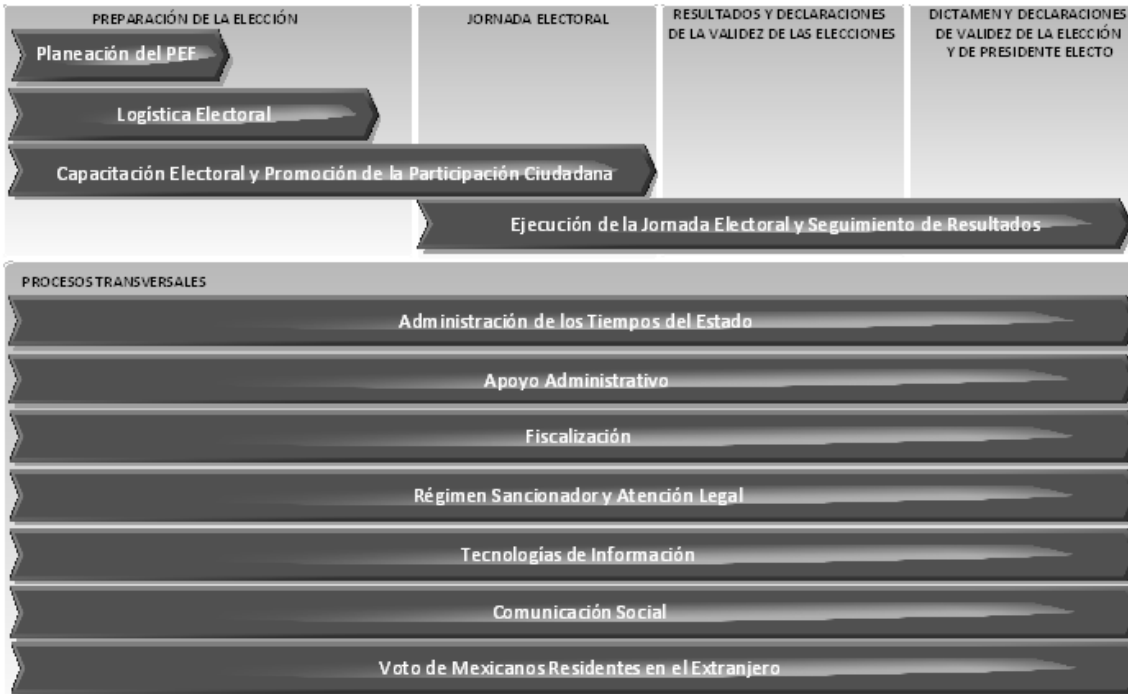 PREPARACIÓN DE LA ELECCIÓN
JORNADA ELECTORAL
RESULTADOS Y DECLARACIONES
DE LA VALIDEZ DE LAS ELECCIONES
DICTAMEN Y DECLARACIONES
DE VALIDEZ DE LA ELECCIÓN
Y DE PRESIDENTE ELECTO
Planeación del PEF
Logística Electoral
Capacitación Electoral y Promoción de la Participación Ciudadana
Ejecución de la Jornada Electoral y Seguimiento de Resultados
PROCESOS TRANSVERSALES
Administración de los Tiempos del Estado
Apoyo Administrativo
Fiscalización
Régimen Sancionador y Atención Legal
Tecnologías de Información
Comunicación Social
Voto de Mexicanos Residentes en el Extranjero